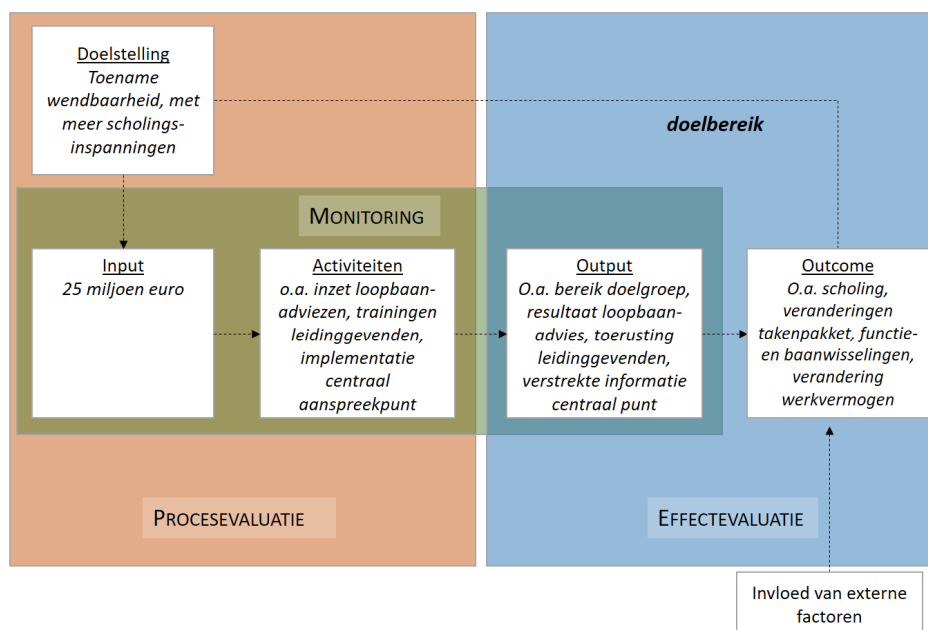 Doelstelling
Toename
wendbaarheid, met
meer scholings-
inspanningen
doelbereik
MONITORING
Input
25 miljoen euro
Activiteiten
o.a. inzet loopbaan-
adviezen, trainingen
leidinggevenden,
implementatie
centraal
aanspreekpunt
Output
O.a. bereik doelgroep,
resultaat loopbaan-
advies, toerusting
leidinggevenden,
verstrekte informatie
centraal punt
Outcome
O.a. scholing,
veranderingen
takenpakket, functie-
en baanwisselingen,
verandering
werkvermogen
PROCESEVALUATIE
EFFECTEVALUATIE
Invloed van externe
factoren